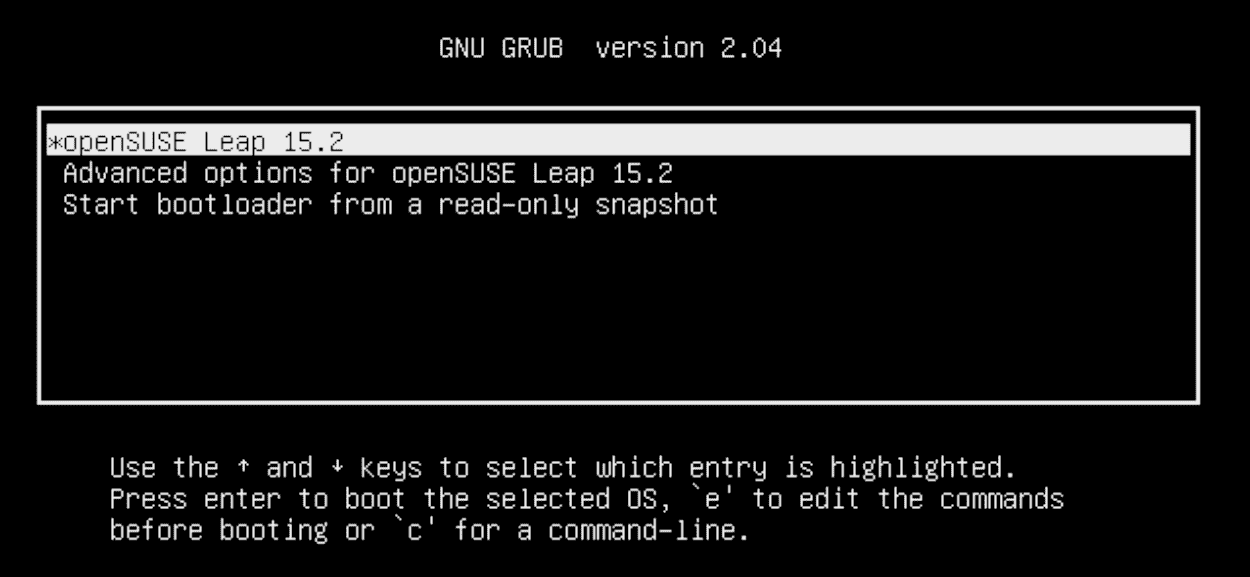 GNU GRUB  version 2.04
*openSUSE Leap 15.2
Advanced options for openSUSE Leap 15.2
Start bootloader from a read-only snapshot
Use the ↑ and ↓ keys to select which entry is highlighted.
Press enter to boot the selected OS, `e' to edit the commands
before booting or `c' for a command-line.